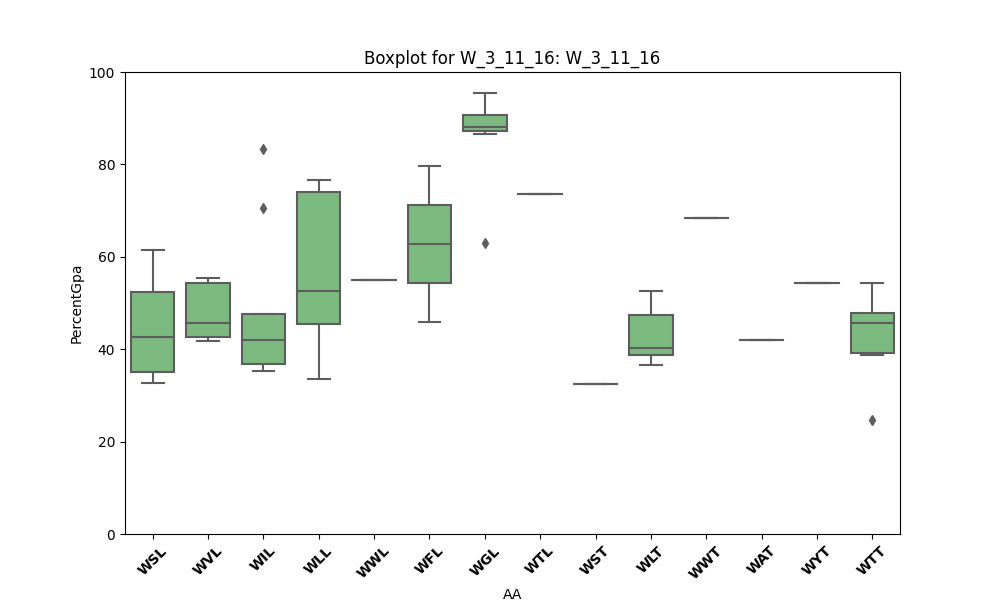 Boxplot for W_3_11_16: W_3_11_16
PercentGpa
100
80
60
40
20
0
WSL WVL WIL WLL WWL WFL WGL WTL WST WLT WWT WAT WYT WTT
AA